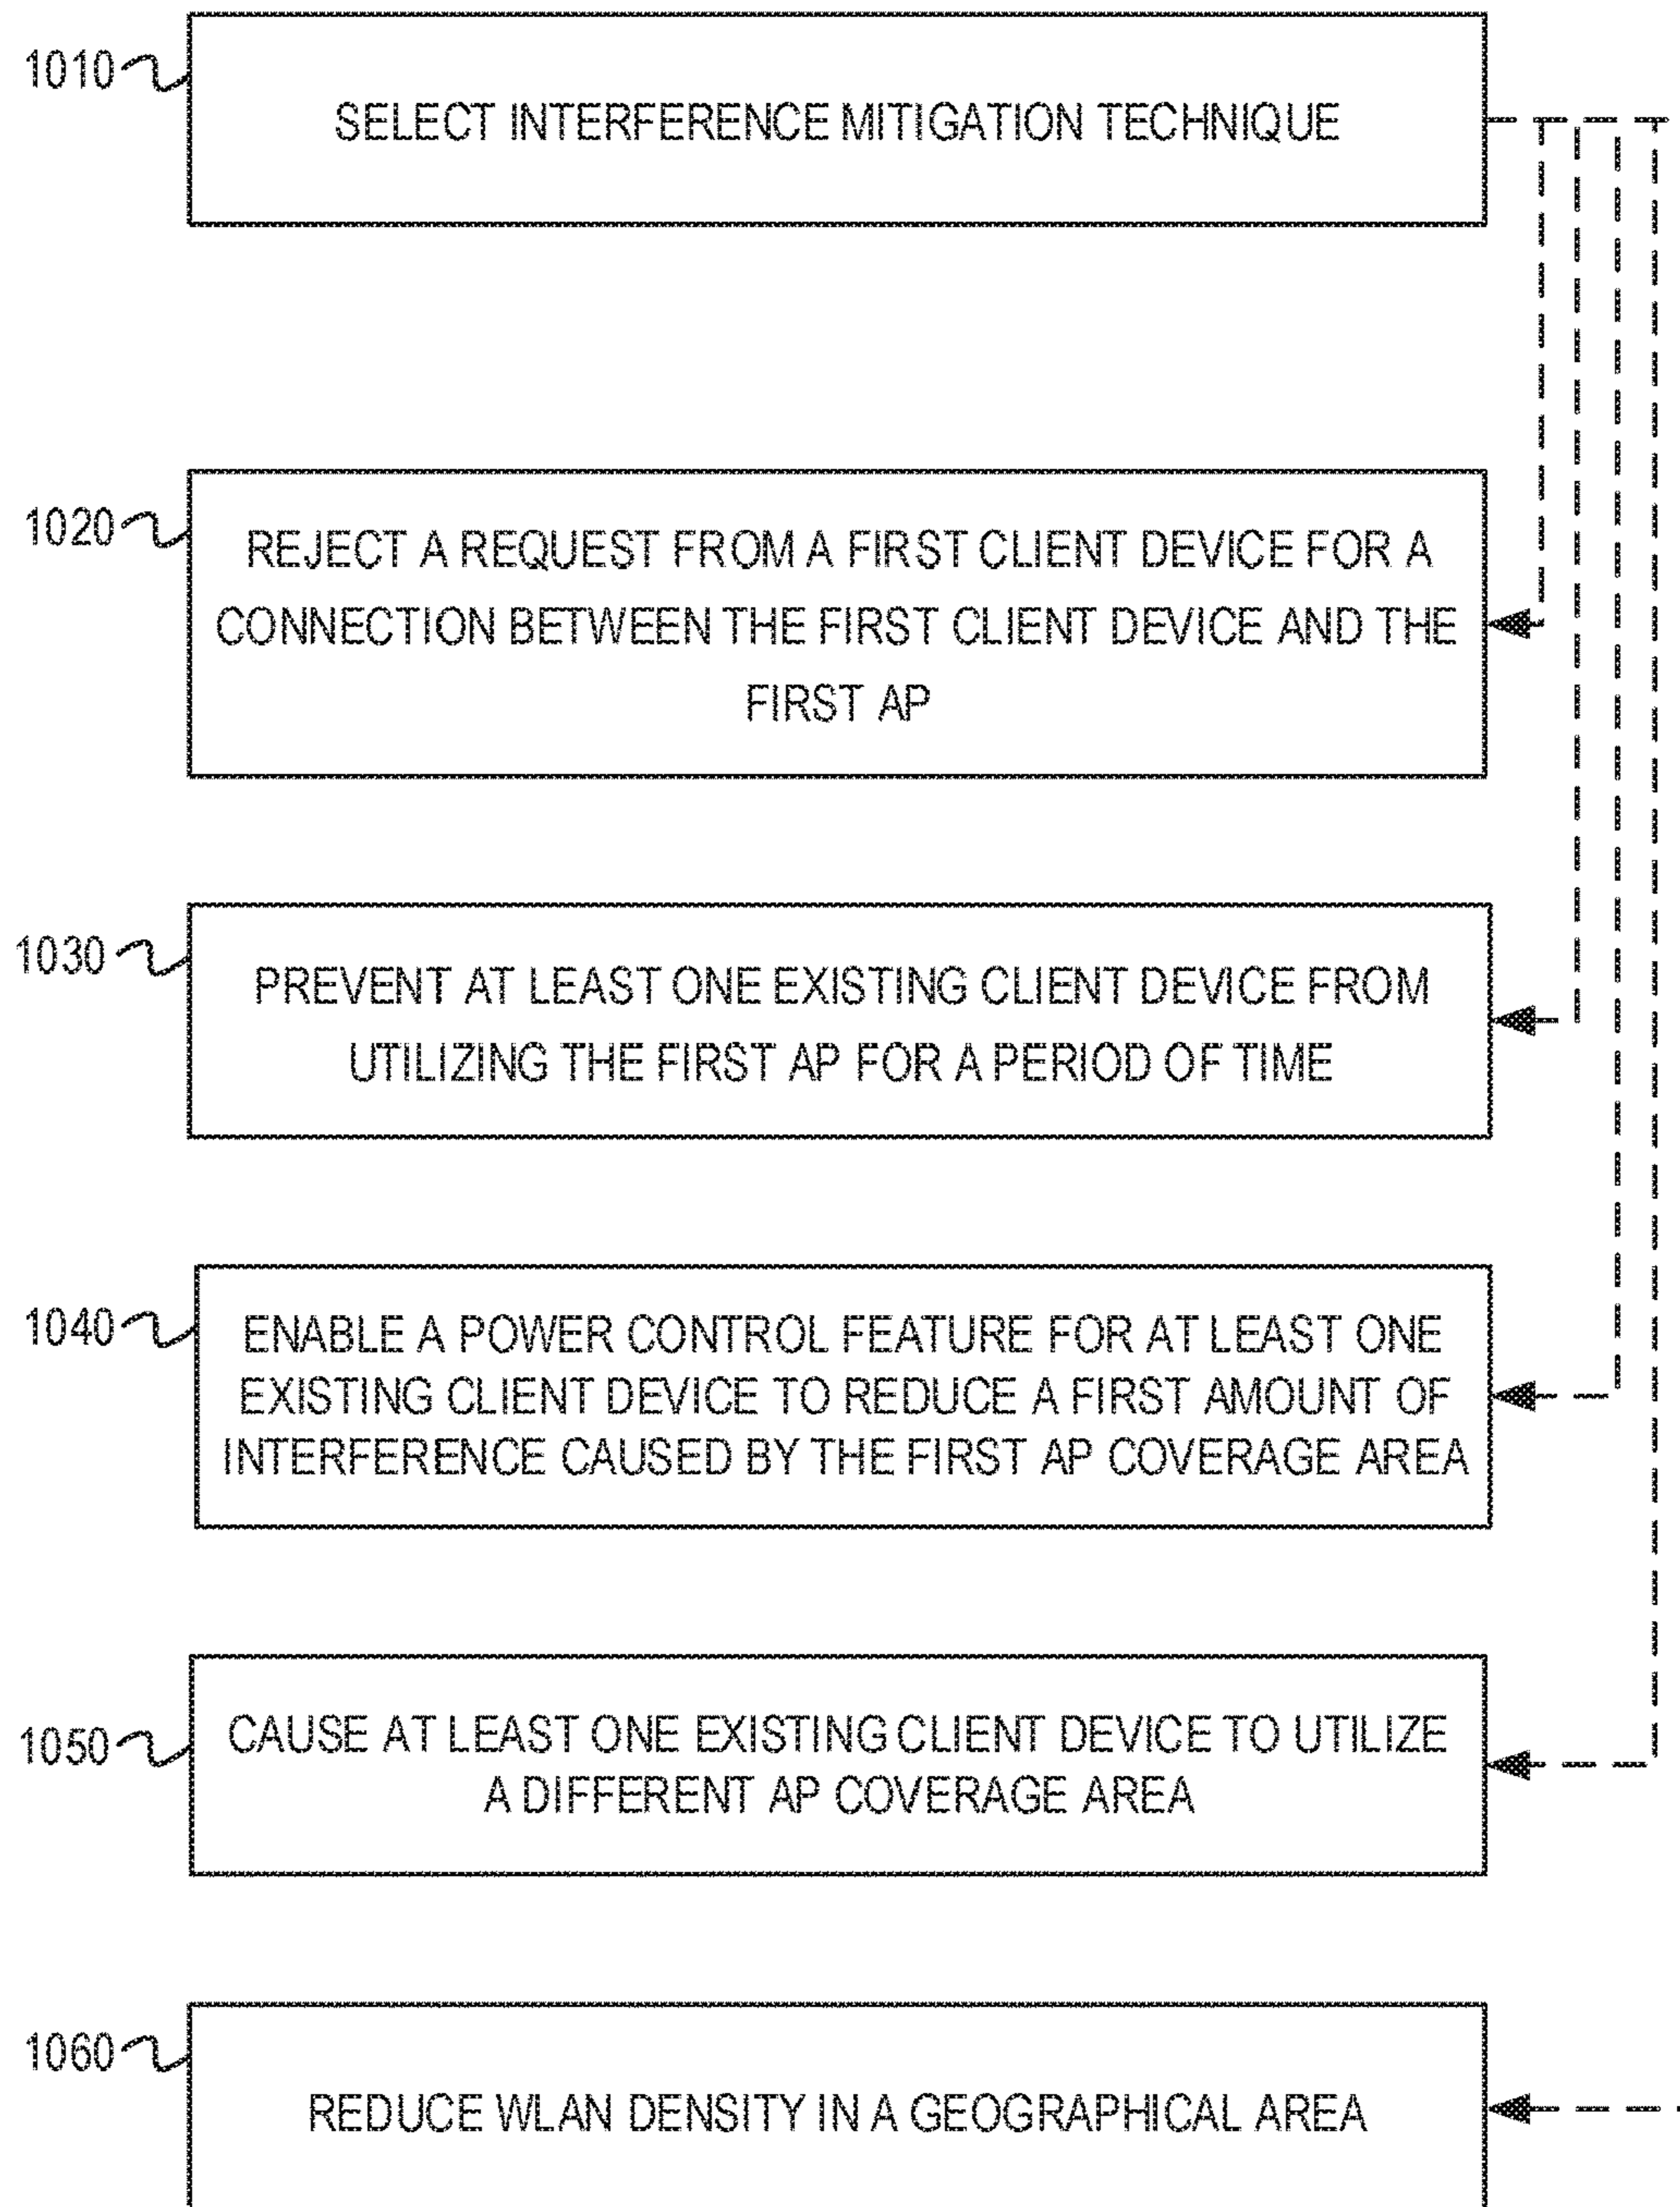 1010
SELECT INTERFERENCE MITIGATION TECHNIQUE
1020
REJECT A REQUEST FROM A FIRST CLIENT DEVICE FOR A
CONNECTION BETWEEN THE FIRST CLIENT DEVICE AND THE
FIRST AP
1030
PREVENT AT LEAST ONE EXISTING CLIENT DEVICE FROM
UTILIZING THE FIRST AP FOR A PERIOD OF TIME
1040
ENABLE A POWER CONTROL FEATURE FOR AT LEAST ONE
EXISTING CLIENT DEVICE TO REDUCE A FIRST AMOUNT OF
INTERFERENCE CAUSED BY THE FIRST AP COVERAGE AREA
1050
CAUSE AT LEAST ONE EXISTING CLIENT DEVICE TO UTILIZE
A DIFFERENT AP COVERAGE AREA
1060
REDUCE WLAN DENSITY IN A GEOGRAPHICAL AREA